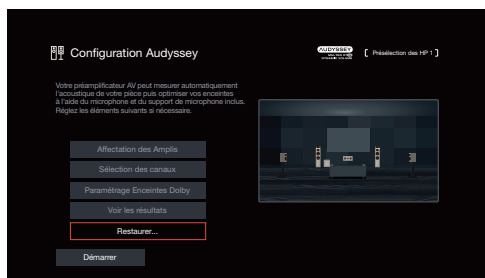 Configuration Audyssey
AUDYSSEY
[ Présélection des HP 1 ]
Votre préamplificateur AV peut mesurer automatiquement
l'acoustique de votre pièce puis optimiser vos enceintes
à l'aide du microphone et du support de microphone inclus.
Réglez les éléments suivants si nécessaire.
Affectation des Amplis
Sélection des canaux
Paramétrage Enceintes Dolby
Voir les résultats
Restaurer...
Démarrer